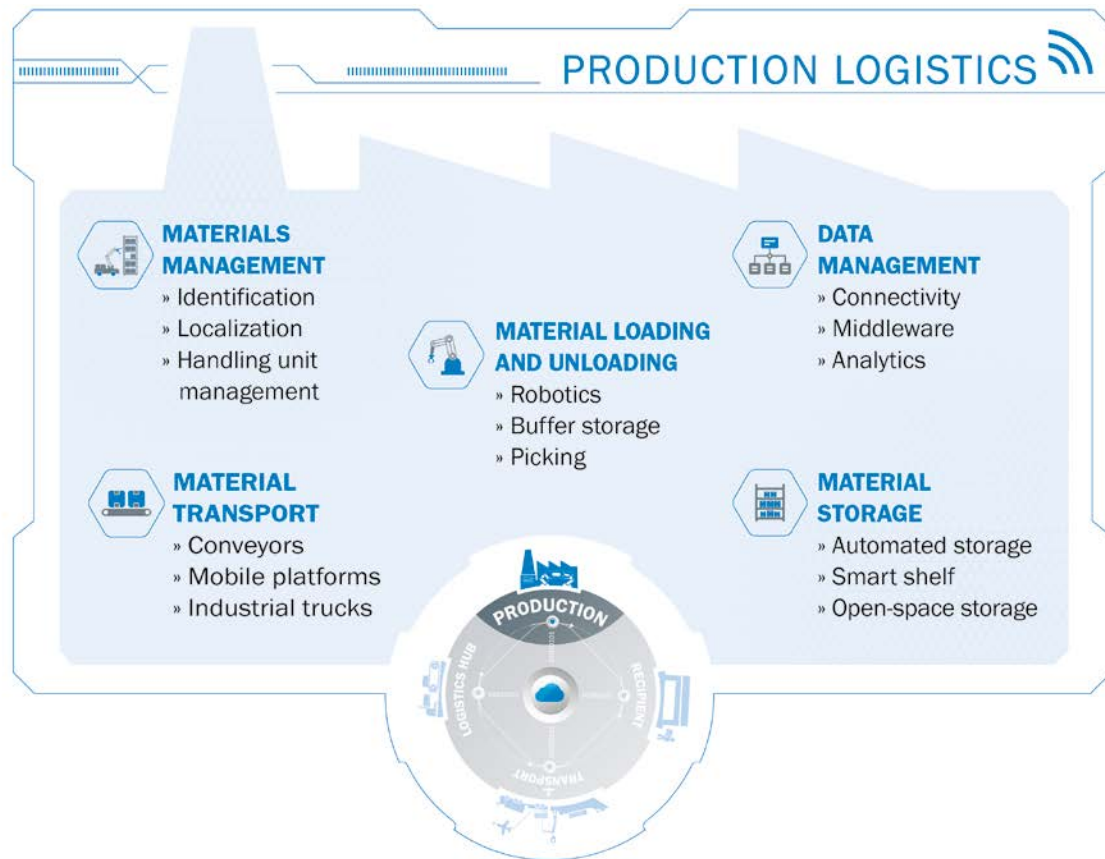 PRODUCTION LOGISTICS
MATERIALS
MANAGEMENT
» Identification
» Localization
» Handling unit
management
DATA
MANAGEMENT
» Connectivity
» Middleware
» Analytics
MATERIAL LOADING
AND UNLOADING
» Robotics
» Buffer storage
» Picking
MATERIAL
TRANSPORT
» Conveyors
» Mobile platforms
» Industrial trucks
MATERIAL
STORAGE
» Automated storage
» Smart shelf
» Open-space storage
PRODUCTION
LOGISTICS HUB
RECIPIENT
TRANSPORT